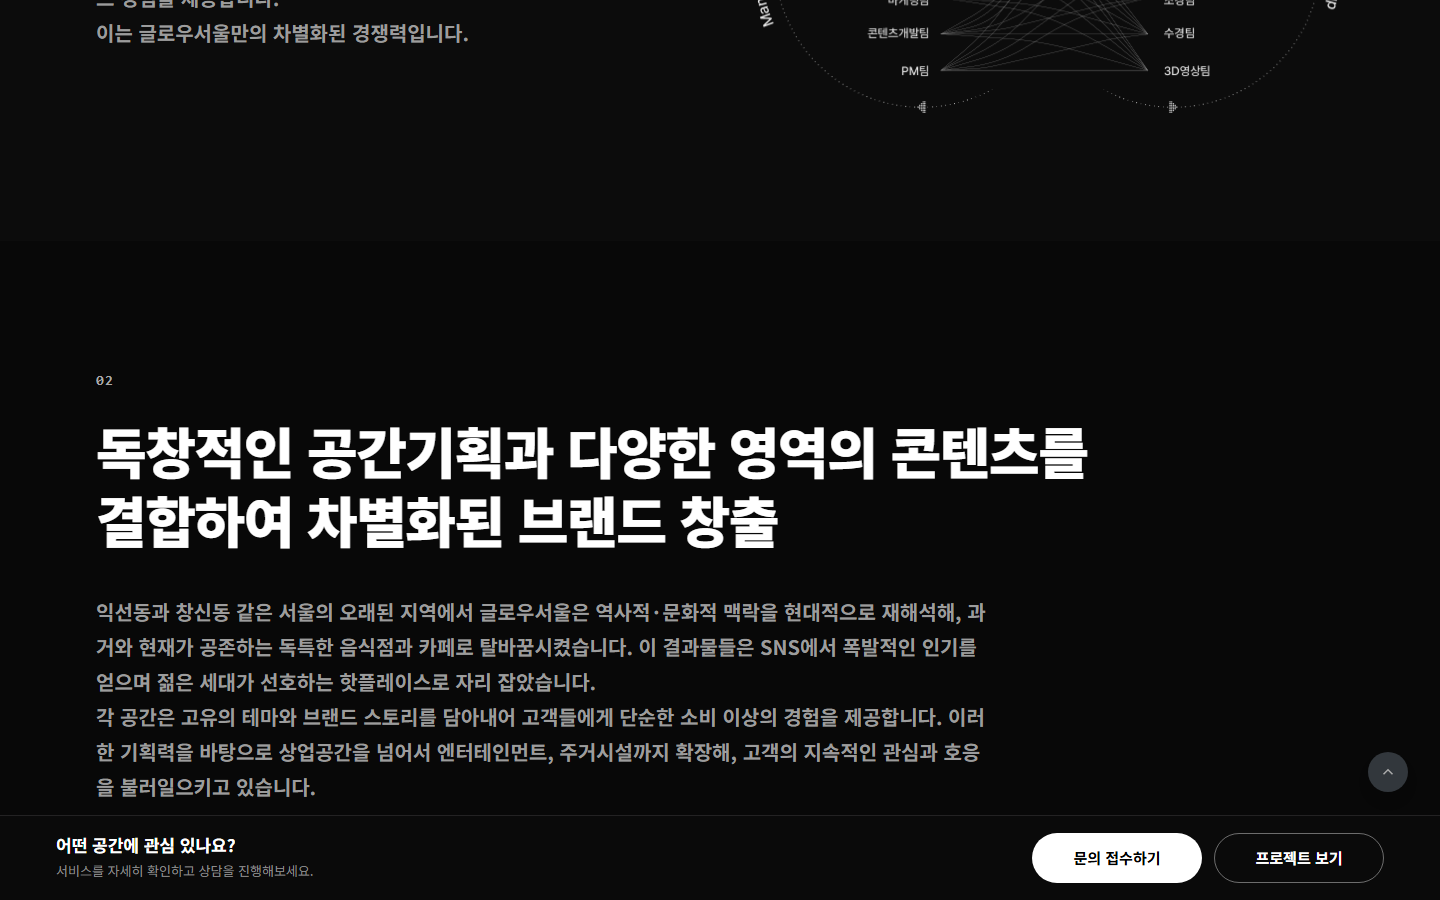 이는 글로우서울만의 차별화된 경쟁력입니다.
마케팅팀
조경팀
콘텐츠개발팀
수경팀
PM팀
3D영상팀
02
독창적인 공간기획과 다양한 영역의 콘텐츠를
결합하여 차별화된 브랜드 창출
익선동과 창신동 같은 서울의 오래된 지역에서 글로우서울은 역사적·문화적 맥락을 현대적으로 재해석해, 과
거와 현재가 공존하는 독특한 음식점과 카페로 탈바꿈시켰습니다. 이 결과물들은 SNS에서 폭발적인 인기를
얻으며 젊은 세대가 선호하는 핫플레이스로 자리 잡았습니다.
각 공간은 고유의 테마와 브랜드 스토리를 담아내어 고객들에게 단순한 소비 이상의 경험을 제공합니다. 이러
한 기획력을 바탕으로 상업공간을 넘어서 엔터테인먼트, 주거시설까지 확장해, 고객의 지속적인 관심과 호응
을 불러일으키고 있습니다.
어떤 공간에 관심 있나요?
서비스를 자세히 확인하고 상담을 진행해보세요.
문의 접수하기
프로젝트 보기